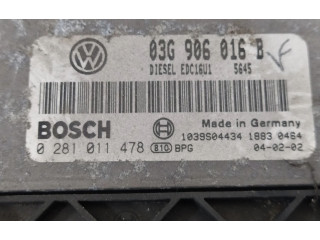 03G 906 016 B
DIESEL EDC16U1 5645
BOSCH
Made in Germany
1039S04434 1883 0464
0 281 011 478 810 BPG 04-02-02